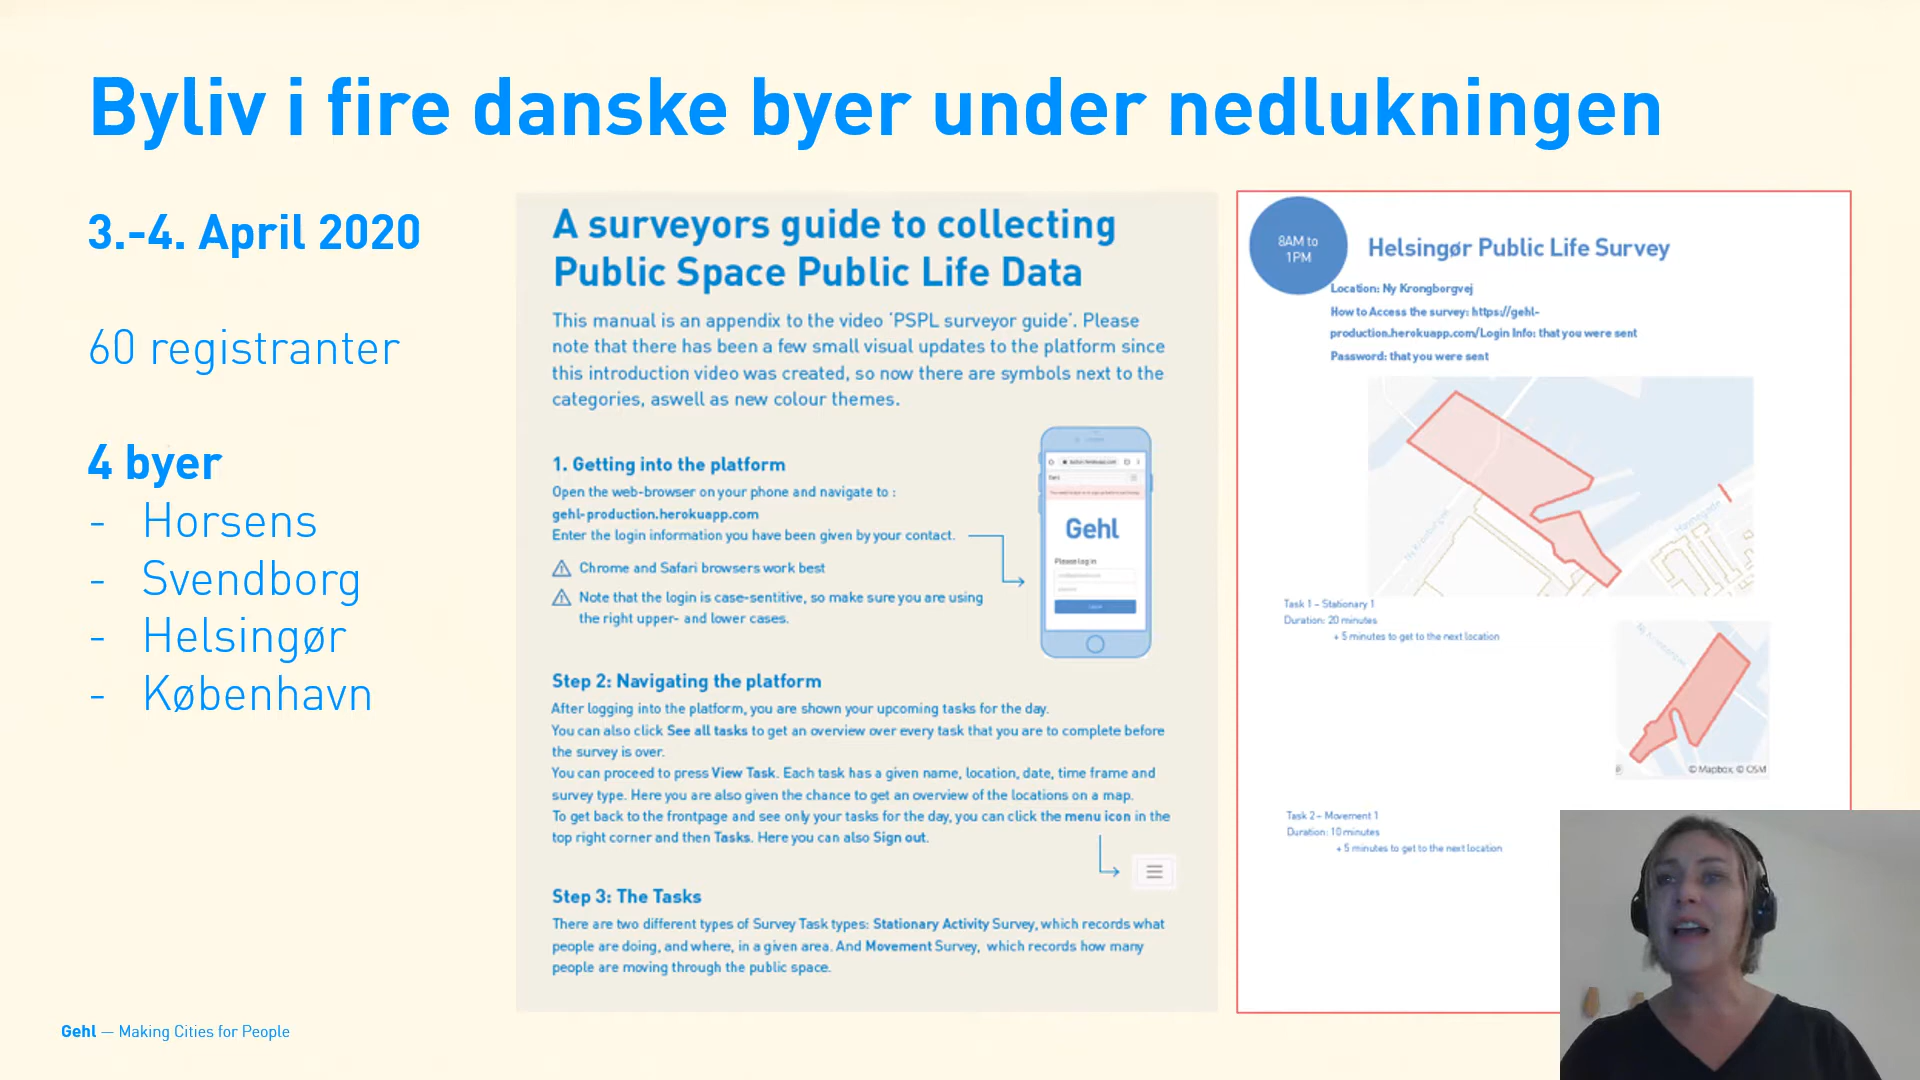 Byliv i fire danske byer under nedlukningen
3.-4. April 2020
60 registranter
4 byer
- Horsens
- Svendborg
- Helsingør
- København
A surveyors guide to collecting
Public Space Public Life Data
This manual is an appendix to the video 'PSPL surveyor guide'. Please
note that there has been a few small visual updates to the platform since
this introduction video was created, so now there are symbols next to the
categories, aswell as new colour themes.
1. Getting into the platform
Open the web-browser on your phone and navigate to :
gehl-production.herokuapp.com
Enter the login information you have been given by your contact.
Chrome and Safari browsers work best
Note that the login is case-sentitive, so make sure you are using
the right upper- and lower cases.
Gehl
Please log in
Step 2: Navigating the platform
After logging into the platform, you are shown your upcoming tasks for the day.
You can also click See all tasks to get an overview over every task that you are to complete before
the survey is over.
You can proceed to press View Task. Each task has a given name, location, date, time frame and
survey type. Here you are also given the chance to get an overview of the locations on a map.
To get back to the frontpage and see only your tasks for the day, you can click the menu icon in the
top right corner and then Tasks. Here you can also Sign out.
Step 3: The Tasks
There are two different types of Survey Task types: Stationary Activity Survey, which records what
people are doing, and where, in a given area. And Movement Survey, which records how many
people are moving through the public space.
8AM to
1PM
Helsingør Public Life Survey
Location: Ny Krongborgvej
How to Access the survey: https://gehl-
production.herokuapp.com/Login Info: that you were sent
Password: that you were sent
Task 1 – Stationary 1
Duration: 20 minutes
+ 5 minutes to get to the next location
© Mapbox, © OSM
Task 2 – Movement 1
Duration: 10 minutes
+ 5 minutes to get to the next location
Gehl — Making Cities for People